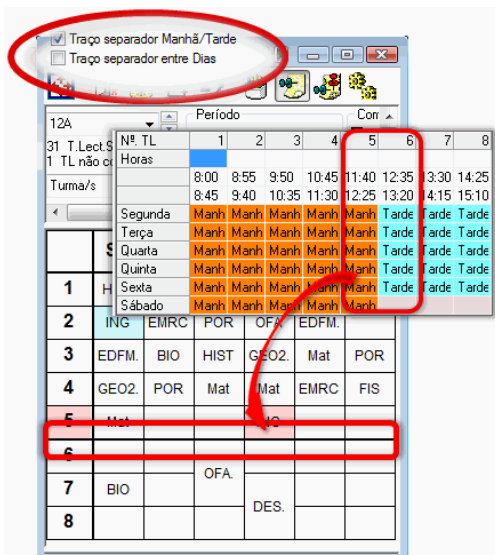 Traço separador Manhã/Tarde
Traço separador entre Dias
12A
Período
31 T.Lect.S
1 TL não co
Turma/s
Nº. TL 1 2 3 4 5 6 7 8
Horas
8:00 8:55 9:50 10:45 11:40 12:35 13:30 14:25
8:45 9:40 10:35 11:30 12:25 13:20 14:15 15:10
Segunda Manh Manh Manh Manh Manh Tarde Tarde Tarde
Terça Manh Manh Manh Manh Manh Tarde Tarde Tarde
Quarta Manh Manh Manh Manh Manh Tarde Tarde Tarde
Quinta Manh Manh Manh Manh Manh Tarde Tarde Tarde
Sexta Manh Manh Manh Manh Manh Tarde Tarde Tarde
Sábado Manh Manh Manh Manh Manh
1
2 ING EMRC POR OFA EDFM.
3 EDFM. BIO HIST GEO2. Mat POR
4 GEO2. POR Mat Mat EMRC FIS
5 Mat
6
OFA.
7 BIO
DES.
8